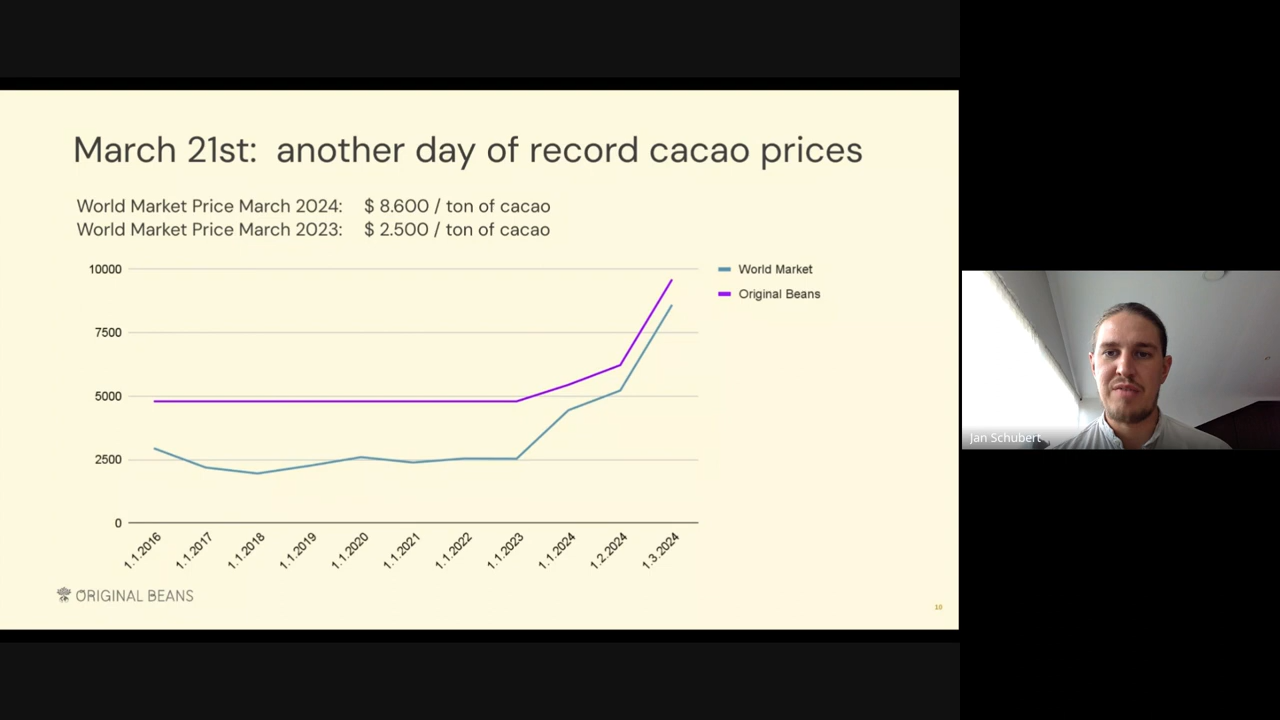 March 21st: another day of record cacao prices
World Market Price March 2024: $ 8.600 / ton of cacao
World Market Price March 2023: $ 2.500 / ton of cacao
10000
7500
5000
2500
0
World Market
Original Beans
1.1.2016
1.1.2017
1.1.2018
1.1.2019
1.1.2020
1.1.2021
1.1.2022
1.1.2023
1.1.2024
1.2.2024
1.3.2024
ORIGINAL BEANS
10
Jan Schubert